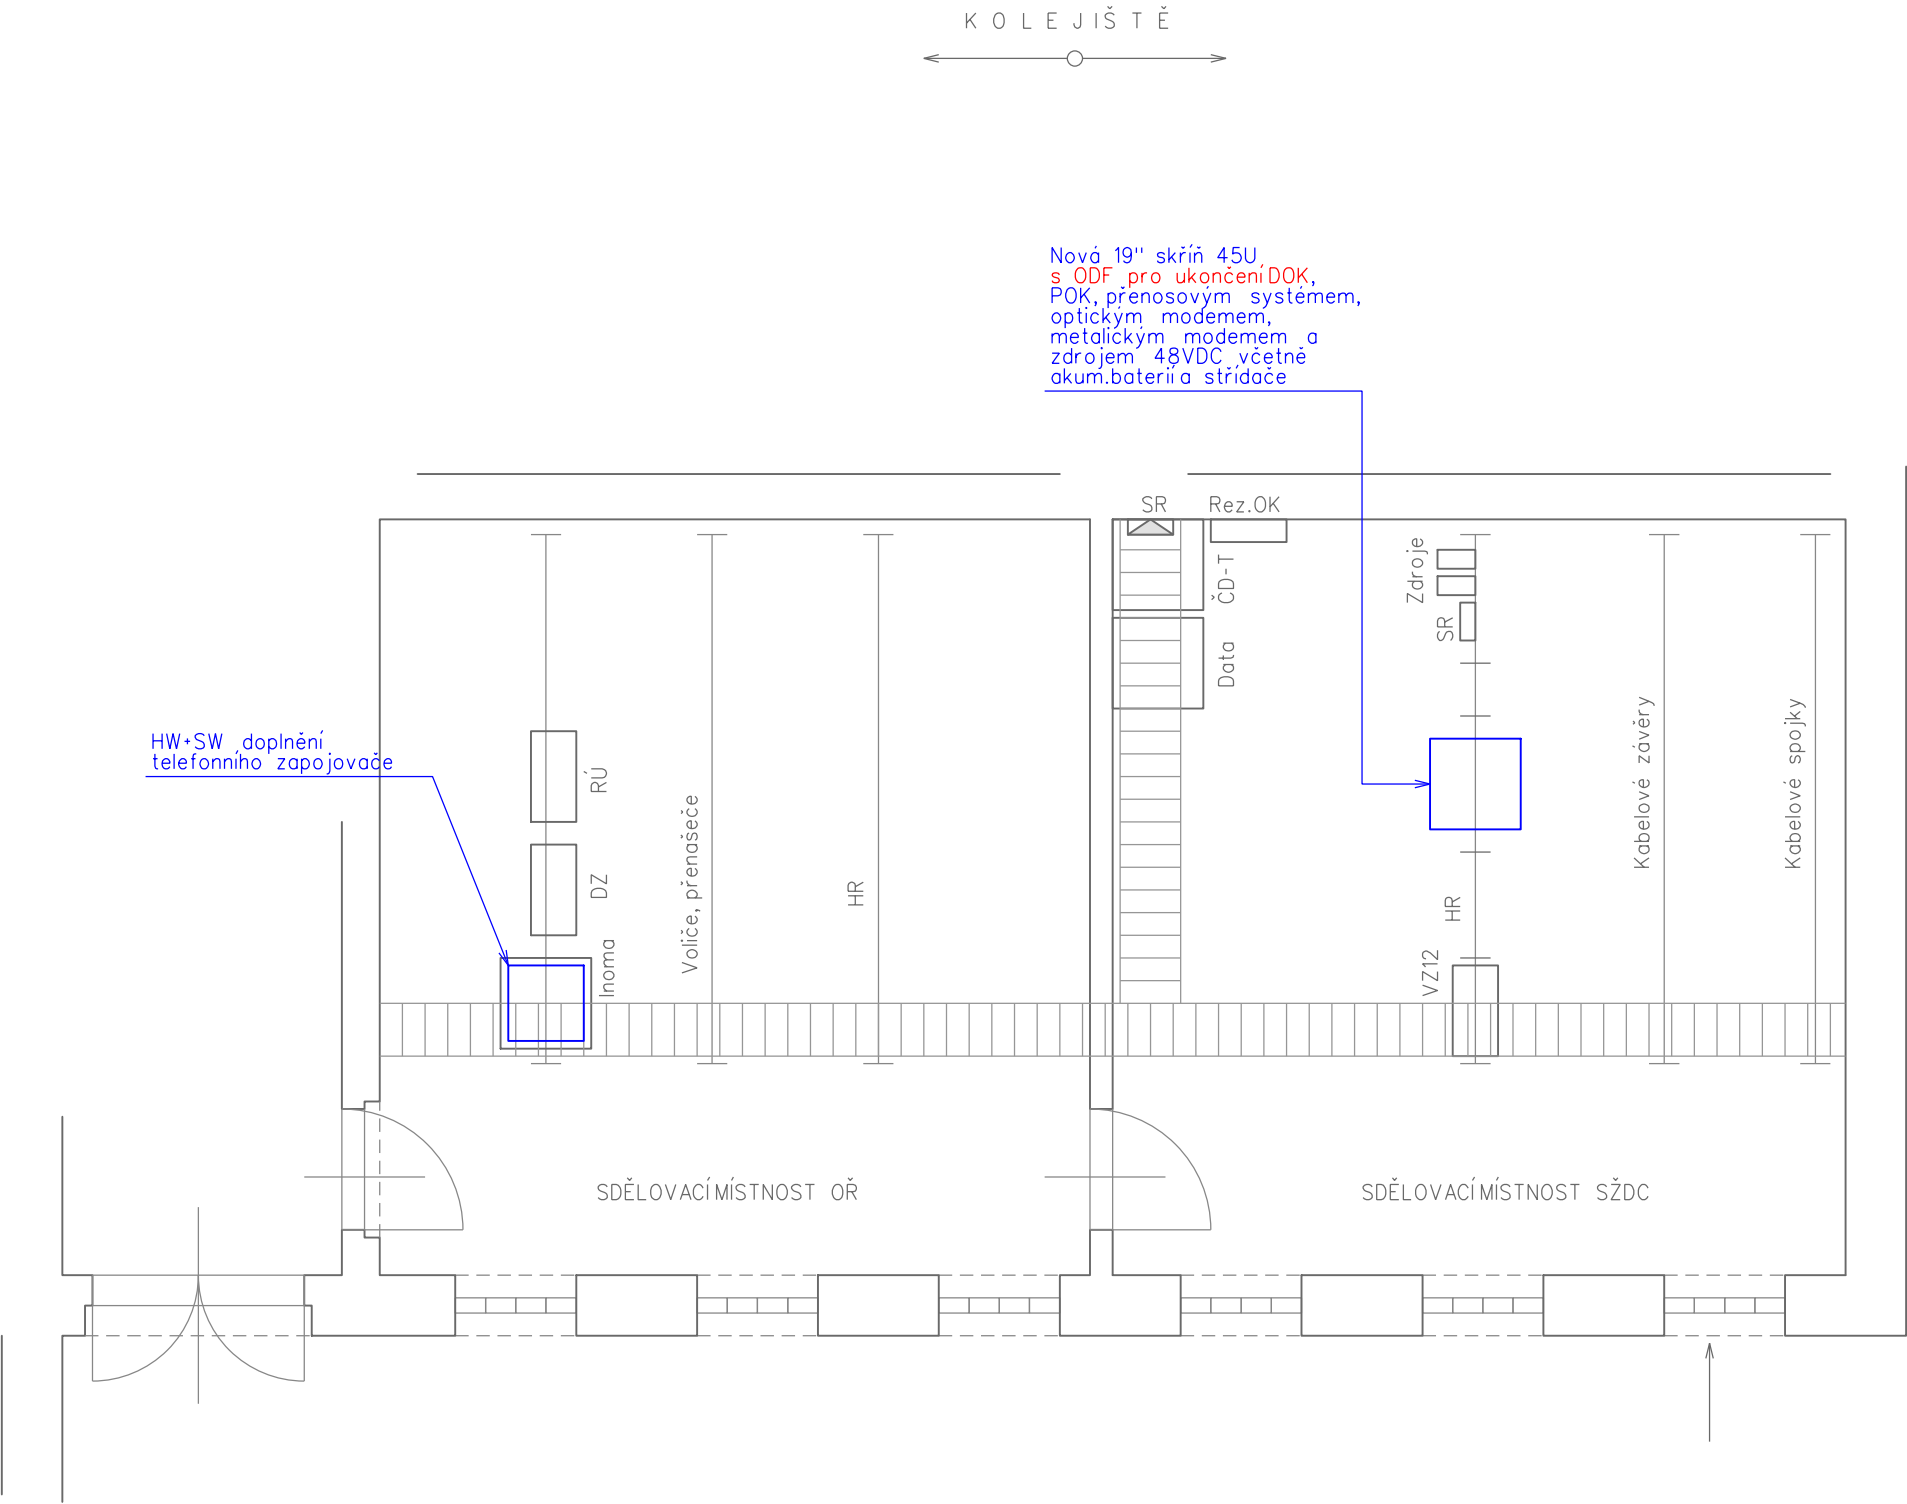 KOLEJIŠTĚ
Nová 19" skříň 45U
s ODF pro ukončení DOK,
POK, přenosovým systémem,
optickým modemem,
metalickým modemem a
zdrojem 48VDC včetně
akum.baterií a střídače
SR
Rez.OK
ČD-T
Data
Zdroje
SR
HW+SW doplnění
telefonního zapojovače
RÚ
DZ
Inoma
Voliče, přenašeče
HR
HR
VZ12
Kabelové závěry
Kabelové spojky
SDĚLOVACÍ MÍSTNOST OŘ
SDĚLOVACÍ MÍSTNOST SŽDC